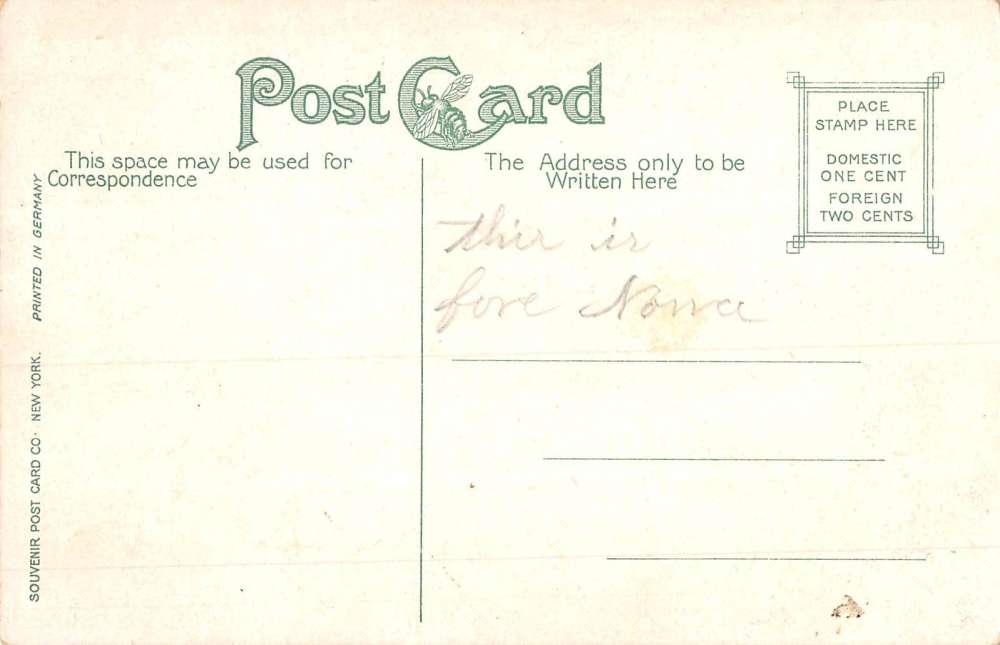 Post Card
This space may be used for
Correspondence
The Address only to be
Written Here
PLACE
STAMP HERE
DOMESTIC
ONE CENT
FOREIGN
TWO CENTS
this is
fore
SOUVENIR POST CARD CO. NEW YORK. PRINTED IN GERMANY